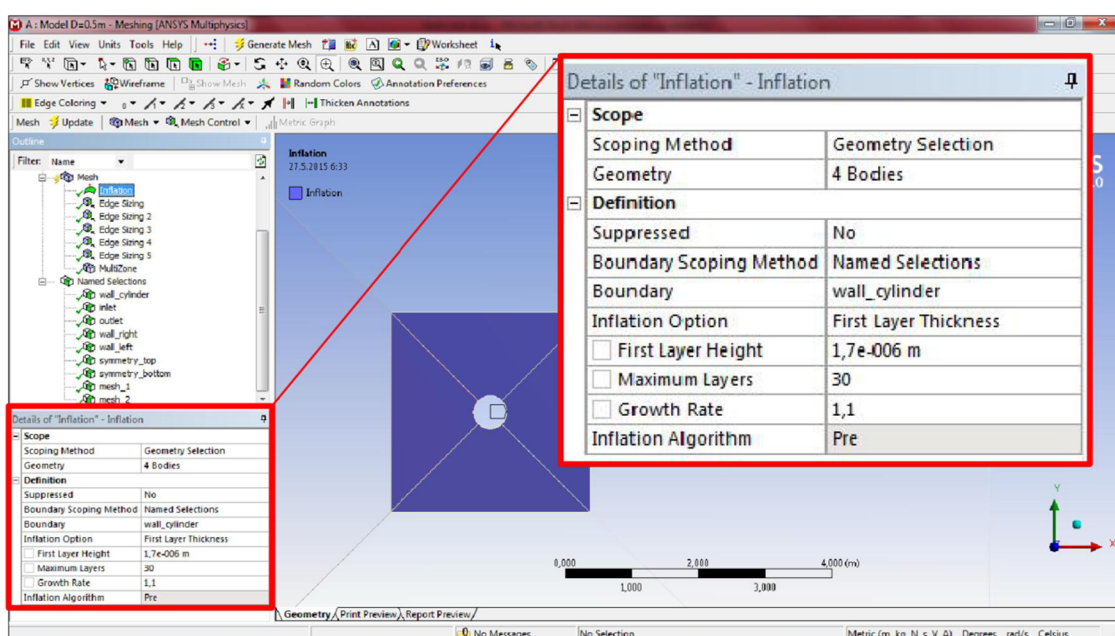 A : Model D=0.5m - Meshing [ANSYS Multiphysics]
File Edit View Units Tools Help Generate Mesh A Worksheet
Show Vertices Wireframe Show Mesh Random Colors Annotation Preferences
Edge Coloring Thicken Annotations
Mesh Update Mesh Mesh Control Metric Graph
Outline
Filter: Name
Mesh
Inflation
Edge Sizing
Edge Sizing 2
Edge Sizing 3
Edge Sizing 4
Edge Sizing 5
MultiZone
Named Selections
wall_cylinder
inlet
outlet
wall_right
wall_left
symmetry_top
symmetry_bottom
mesh_1
mesh_2
Details of "Inflation" - Inflation
Scope
Scoping Method Geometry Selection
Geometry 4 Bodies
Definition
Suppressed No
Boundary Scoping Method Named Selections
Boundary wall_cylinder
Inflation Option First Layer Thickness
First Layer Height 1,7e-006 m
Maximum Layers 30
Growth Rate 1,1
Inflation Algorithm Pre
Inflation
27.5.2015 6:33
Inflation
Details of "Inflation" - Inflation
Scope
Scoping Method Geometry Selection
Geometry 4 Bodies
Definition
Suppressed No
Boundary Scoping Method Named Selections
Boundary wall_cylinder
Inflation Option First Layer Thickness
First Layer Height 1,7e-006 m
Maximum Layers 30
Growth Rate 1,1
Inflation Algorithm Pre
S
.0
Y
X
0,000 2,000 4,000 (m)
1,000 3,000
Geometry Print Preview Report Preview
0 No Messages No Selection Metric (m, kg, N, s, V, A) Degrees rad/s Celsius